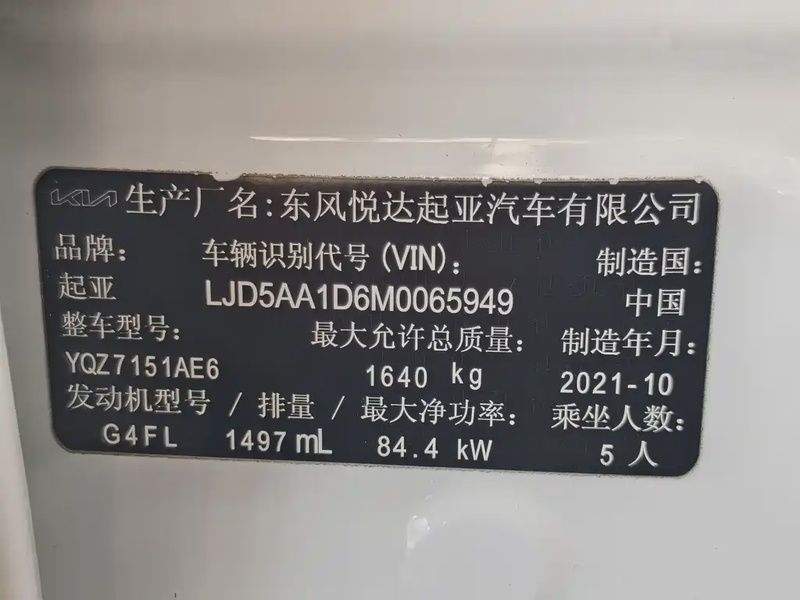 KIA 生产厂名:东风悦达起亚汽车有限公司
品牌: 车辆识别代号(VIN): 制造国:
起亚 LJD5AA1D6M0065949 中国
整车型号: 最大允许总质量: 制造年月:
YQZ7151AE6 1640 kg 2021-10
发动机型号 / 排量 / 最大净功率: 乘坐人数:
G4FL 1497 mL 84.4 kW 5 人